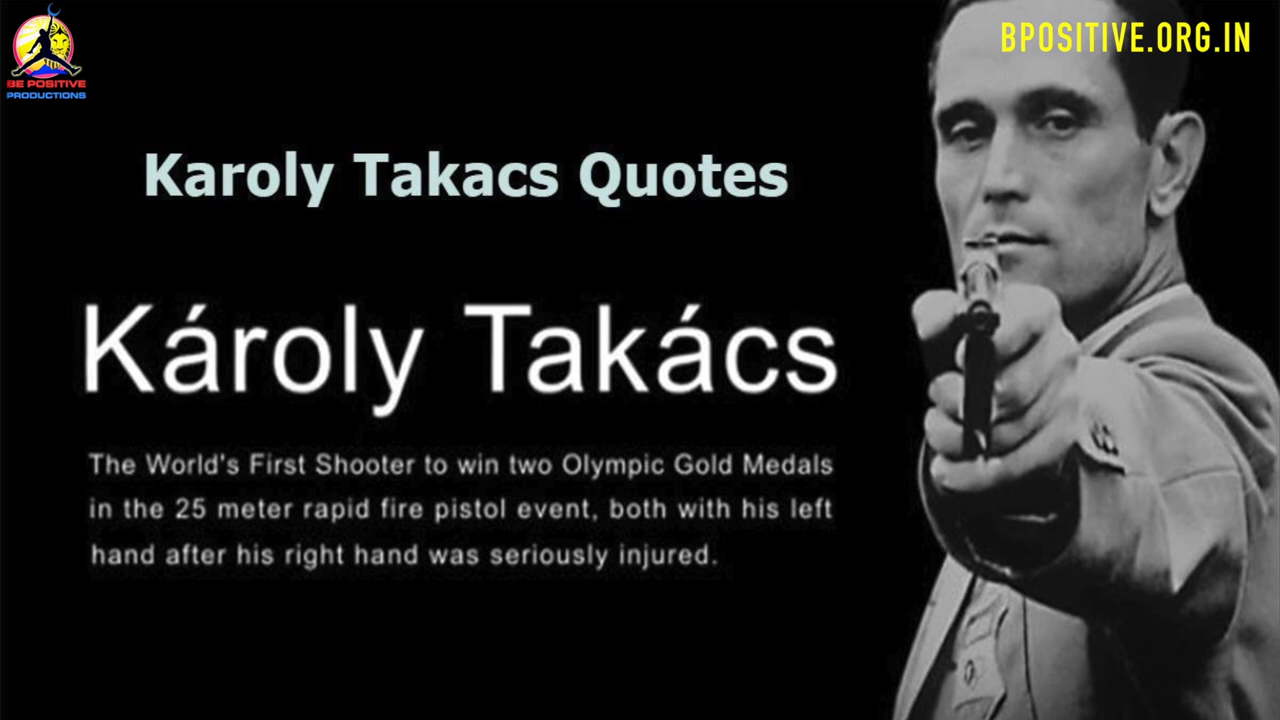 BPOSITIVE.ORG.IN
BE POSITIVE
PRODUCTIONS
Karoly Takacs Quotes
Károly Takács
The World's First Shooter to win two Olympic Gold Medals
in the 25 meter rapid fire pistol event, both with his left
hand after his right hand was seriously injured.